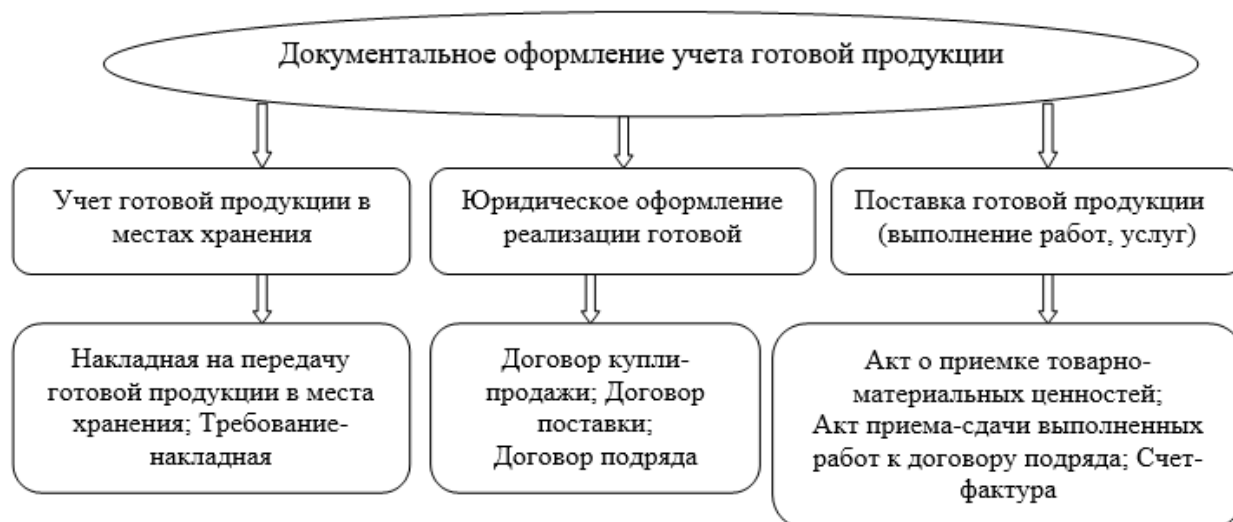 Документальное оформление учета готовой продукции
Учет готовой продукции в
местах хранения
Юридическое оформление
реализации готовой
Поставка готовой продукции
(выполнение работ, услуг)
Накладная на передачу
готовой продукции в места
хранения; Требование-
накладная
Договор купли-
продажи; Договор
поставки;
Договор подряда
Акт о приемке товарно-
материальных ценностей;
Акт приема-сдачи выполненных
работ к договору подряда; Счет-
фактура